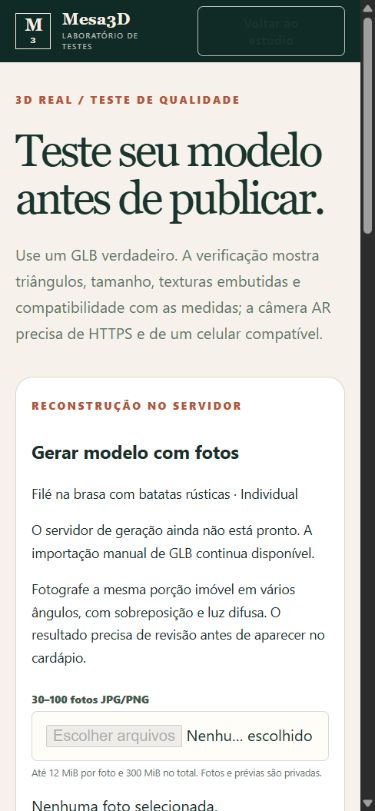 M
3
Mesa3D
LABORATÓRIO DE
TESTES
Voltar ao
estúdio
3D REAL / TESTE DE QUALIDADE
Teste seu modelo
antes de publicar.
Use um GLB verdadeiro. A verificação mostra
triângulos, tamanho, texturas embutidas e
compatibilidade com as medidas; a câmera AR
precisa de HTTPS e de um celular compatível.
RECONSTRUÇÃO NO SERVIDOR
Gerar modelo com fotos
Filé na brasa com batatas rústicas · Individual
O servidor de geração ainda não está pronto. A
importação manual de GLB continua disponível.
Fotografe a mesma porção imóvel em vários
ângulos, com sobreposição e luz difusa. O
resultado precisa de revisão antes de aparecer no
cardápio.
30–100 fotos JPG/PNG
Escolher arquivos Nenhu... escolhido
Até 12 MiB por foto e 300 MiB no total. Fotos e prévias são privadas.
Nenhuma foto selecionada.